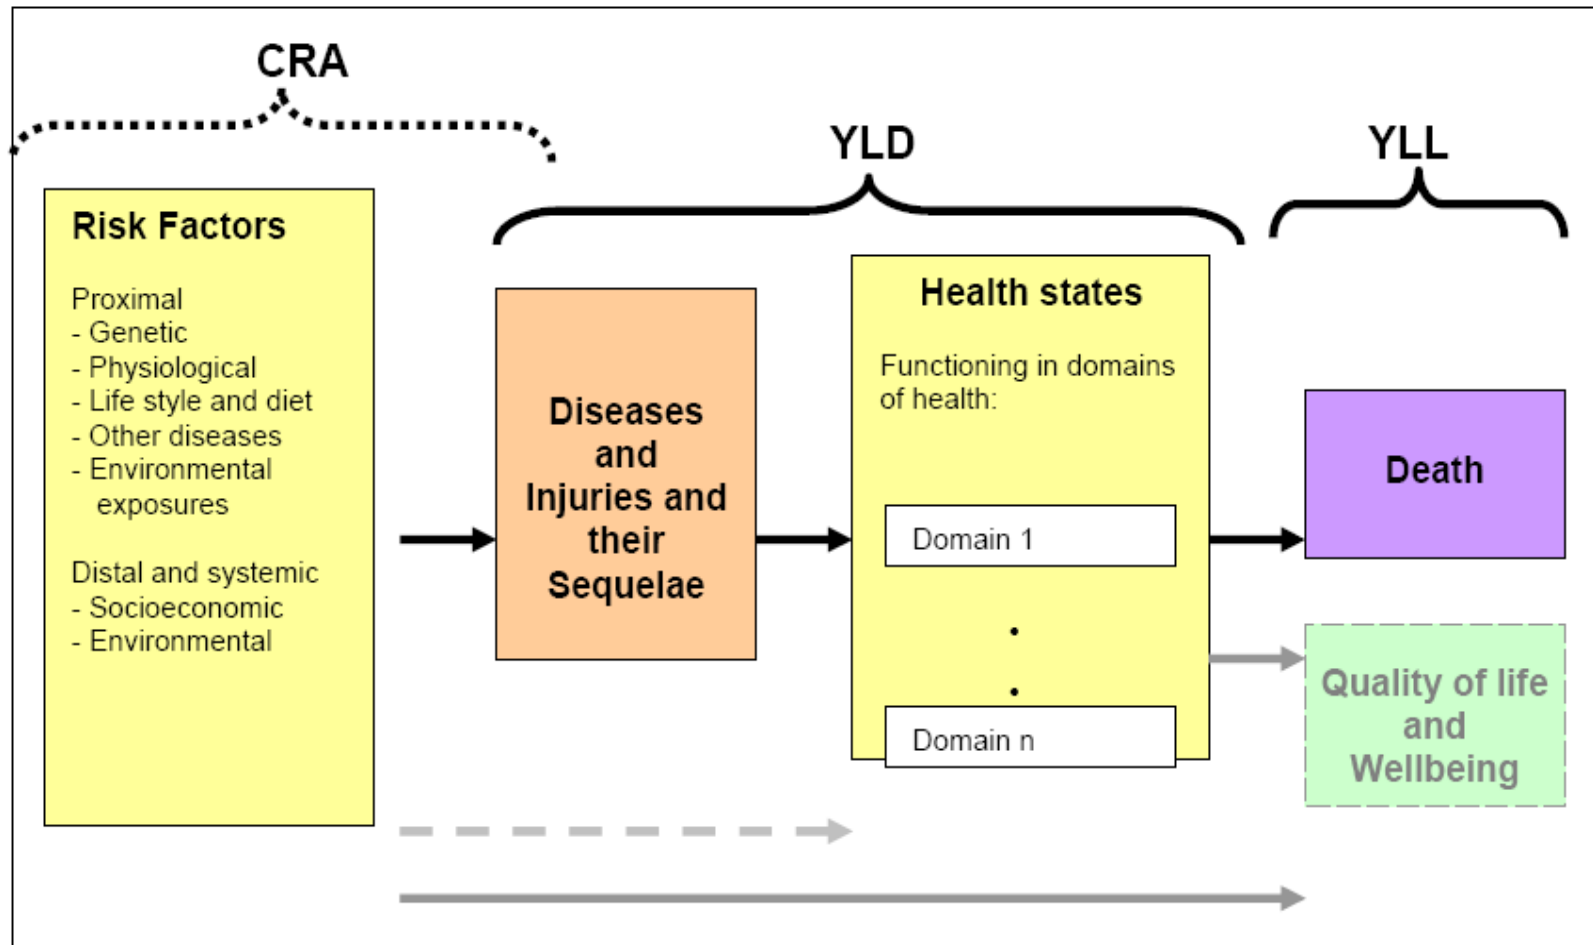 CRA
YLD
YLL
Risk Factors
Proximal
- Genetic
- Physiological
- Life style and diet
- Other diseases
- Environmental
exposures
Distal and systemic
- Socioeconomic
- Environmental
Diseases
and
Injuries and
their
Sequelae
Health states
Functioning in domains
of health:
Domain 1
.
.
Domain n
Death
Quality of life
and
Wellbeing